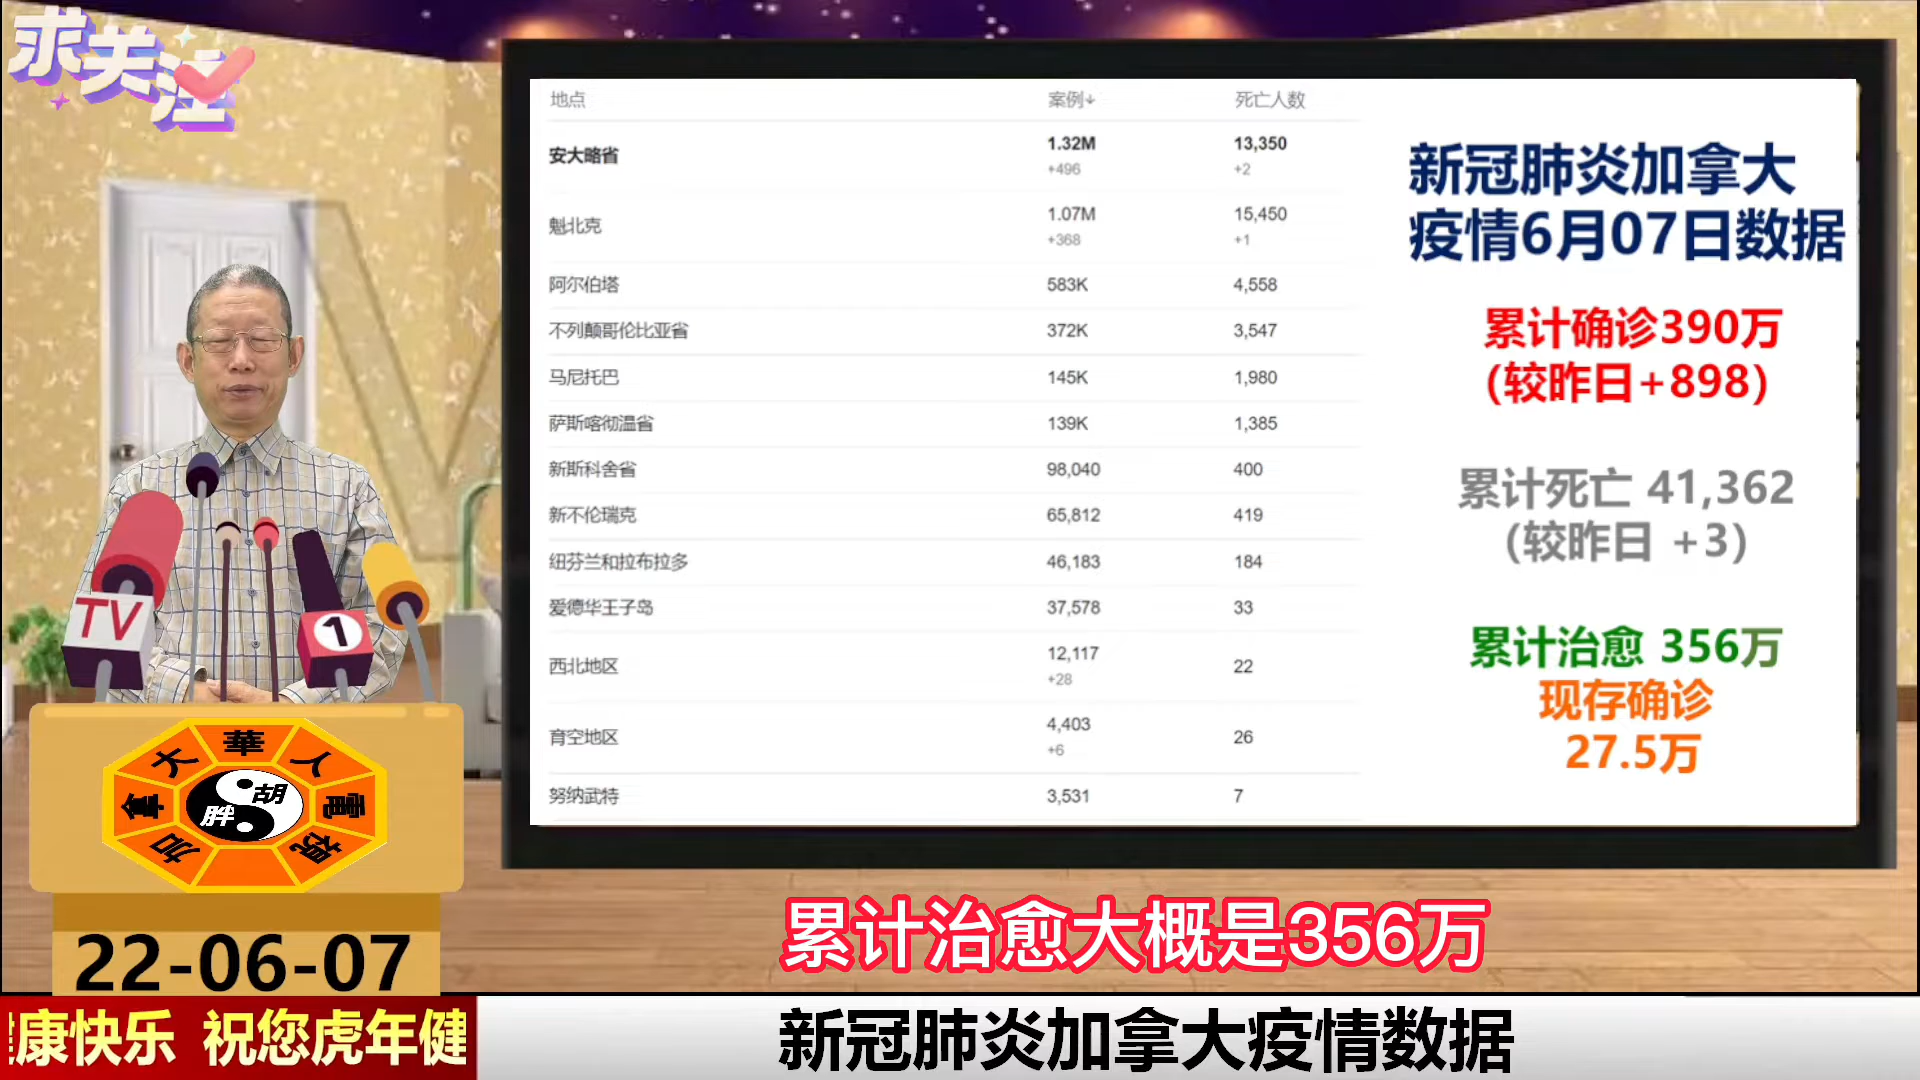 求关注
地点 案例↓ 死亡人数
安大略省 1.32M 13,350
+496 +2
魁北克 1.07M 15,450
+368 +1
阿尔伯塔 583K 4,558
不列颠哥伦比亚省 372K 3,547
马尼托巴 145K 1,980
萨斯喀彻温省 139K 1,385
新斯科舍省 98,040 400
新不伦瑞克 65,812 419
纽芬兰和拉布拉多 46,183 184
爱德华王子岛 37,578 33
西北地区 12,117 22
+28
育空地区 4,403 26
+6
努纳武特 3,531 7
新冠肺炎加拿大
疫情6月07日数据
累计确诊390万
(较昨日+898)
累计死亡 41,362
(较昨日 +3)
累计治愈 356万
现存确诊
27.5万
TV
1
加拿大華人電視
胡
胖
22-06-07
累计治愈大概是356万
康快乐 祝您虎年健
新冠肺炎加拿大疫情数据